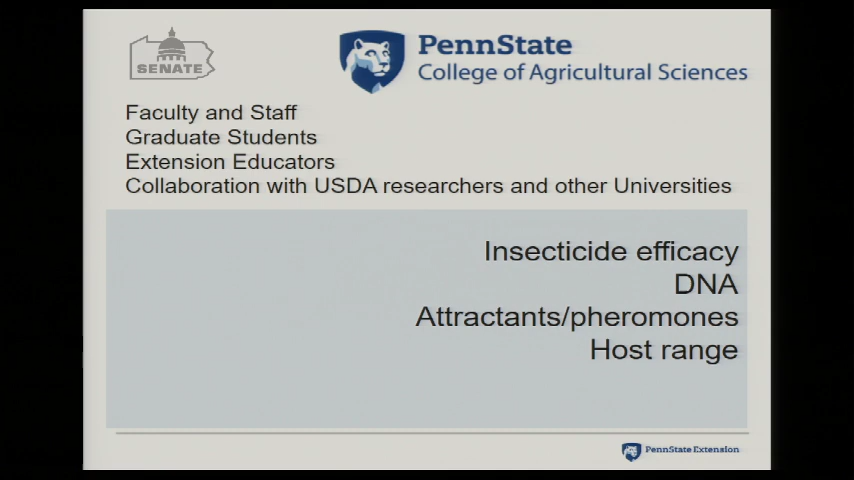 SENATE
PennState
College of Agricultural Sciences
Faculty and Staff
Graduate Students
Extension Educators
Collaboration with USDA researchers and other Universities
Insecticide efficacy
DNA
Attractants/pheromones
Host range
PennState Extension